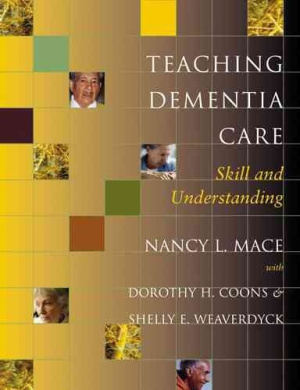 TEACHING
DEMENTIA
CARE
Skill and
Understanding
NANCY L. MACE
with
DOROTHY H. COONS &
SHELLY E. WEAVERDYCK